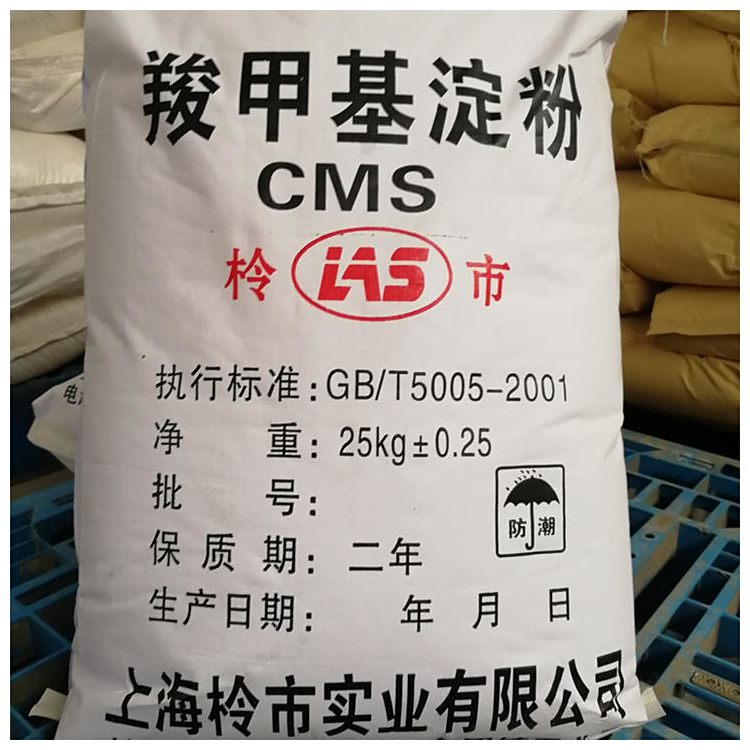 羧甲基淀粉
CMS
柃 LAS 市
执行标准:GB/T5005-2001
净 重:25kg±0.25
批 号:
防潮
保质期:二年
生产日期: 年 月 日
上海柃市实业有限公司